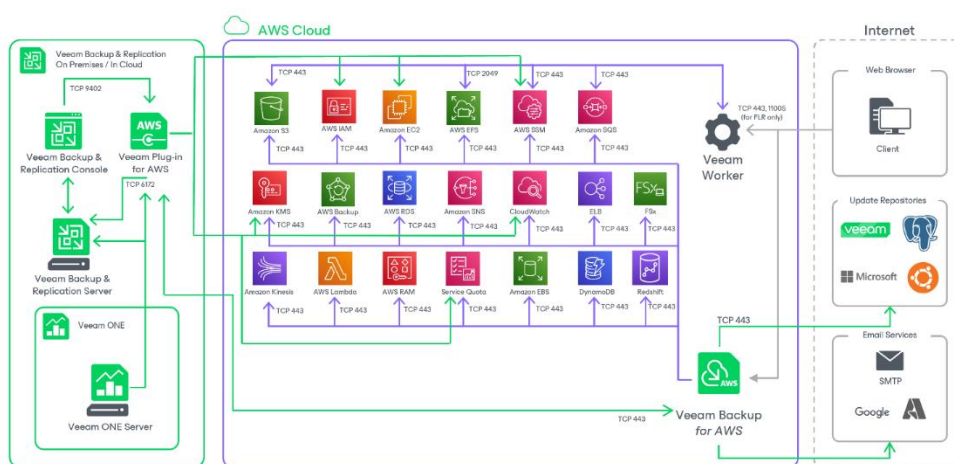 AWS Cloud
Internet
Veeam Backup & Replication
On Premises / In Cloud
TCP 9402
Veeam Backup &
Replication Console
AWS
Veeam Plug-in
for AWS
TCP 6172
Veeam Backup &
Replication Server
Veeam ONE
Veeam ONE Server
TCP 443
TCP 2049
TCP 443
TCP 443
Amazon S3
AWS IAM
Amazon EC2
AWS EFS
AWS SSM
Amazon SQS
TCP 443
TCP 443
TCP 443
TCP 443
TCP 443
TCP 443
Amazon KMS
AWS Backup
AWS RDS
Amazon SNS
CloudWatch
ELB
FSx
FSx
TCP 443
TCP 443
TCP 443
TCP 443
TCP 443
TCP 443
TCP 443
Amazon Kinesis
AWS Lambda
AWS RAM
Service Quota
Amazon EBS
DynamoDB
Redshift
TCP 443
TCP 443
TCP 443
TCP 443
TCP 443
TCP 443
TCP 443
TCP 443, 11005
(for FLR only)
Veeam
Worker
TCP 443
AWS
Veeam Backup
for AWS
TCP 443
Web Browser
Client
Update Repositories
veeam
Microsoft
Email Services
SMTP
Google